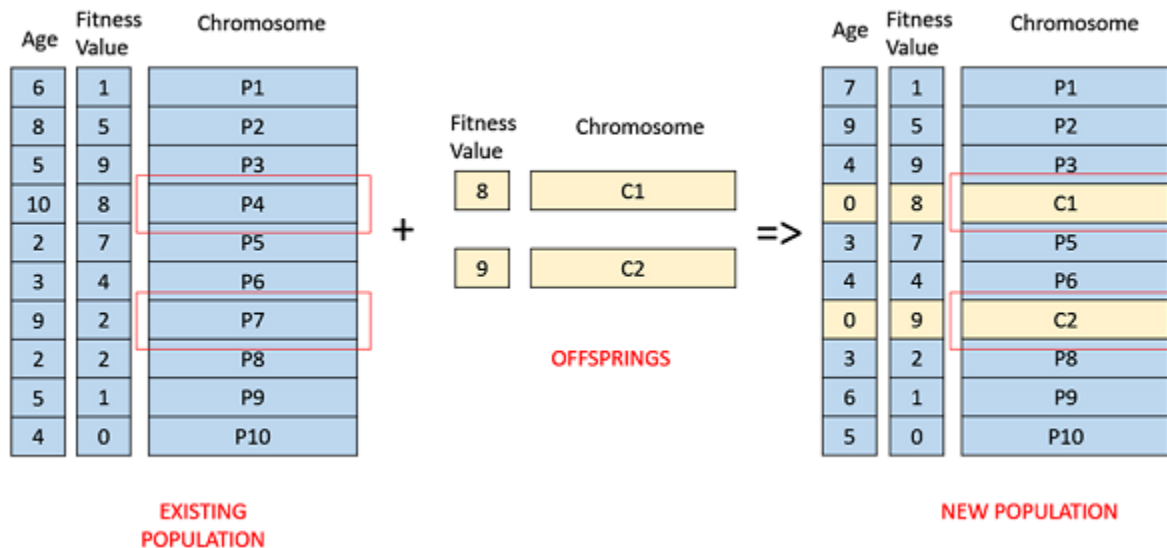 Age Fitness Value Chromosome
6 1 P1
8 5 P2
5 9 P3
10 8 P4
2 7 P5
3 4 P6
9 2 P7
2 2 P8
5 1 P9
4 0 P10
EXISTING
POPULATION
+
Fitness Value Chromosome
8 C1
9 C2
OFFSPRINGS
=>
Age Fitness Value Chromosome
7 1 P1
9 5 P2
4 9 P3
0 8 C1
3 7 P5
4 4 P6
0 9 C2
3 2 P8
6 1 P9
5 0 P10
NEW POPULATION